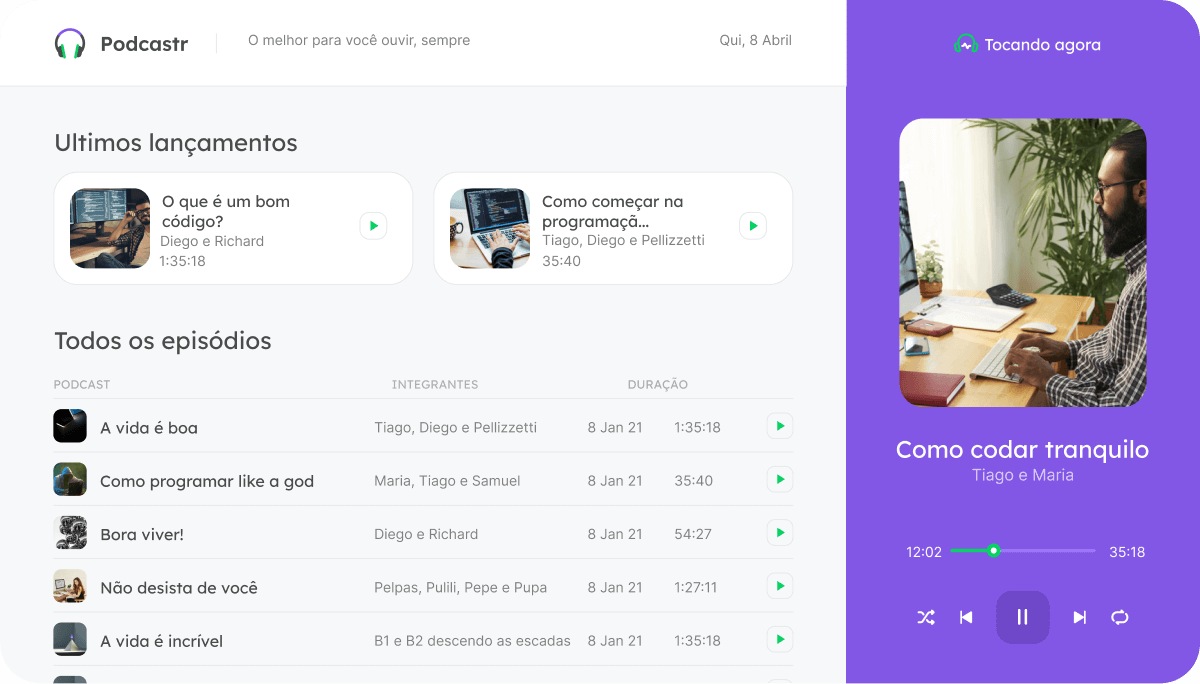 Podcastr
O melhor para você ouvir, sempre
Qui, 8 Abril
Ultimos lançamentos
O que é um bom
código?
Diego e Richard
1:35:18
Como começar na
programaçã...
Tiago, Diego e Pellizzetti
35:40
Todos os episódios
PODCAST INTEGRANTES DURAÇÃO
A vida é boa Tiago, Diego e Pellizzetti 8 Jan 21 1:35:18
Como programar like a god Maria, Tiago e Samuel 8 Jan 21 35:40
Bora viver! Diego e Richard 8 Jan 21 54:27
Não desista de você Pelpas, Pulili, Pepe e Pupa 8 Jan 21 1:27:11
A vida é incrível B1 e B2 descendo as escadas 8 Jan 21 1:35:18
Tocando agora
Como codar tranquilo
Tiago e Maria
12:02 35:18